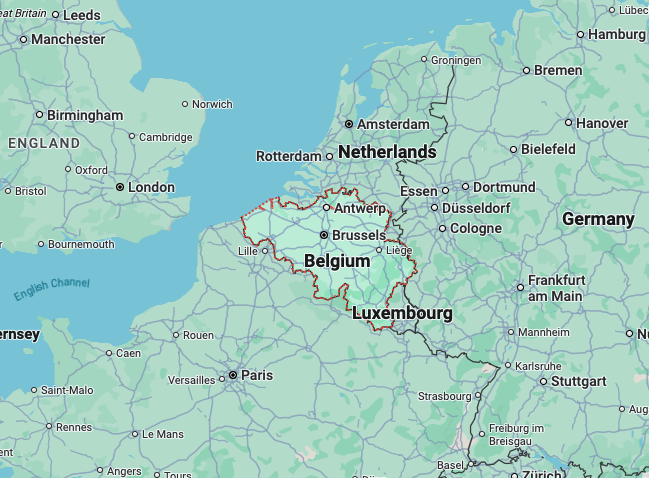 Leeds
Great Britain
Manchester
Lübec
Hamburg
Groningen
Bremen
Norwich
Birmingham
Amsterdam
Hanover
Cambridge
ENGLAND
Rotterdam
Netherlands
Bielefeld
Oxford
London
Essen
Dortmund
Bristol
Antwerp
Düsseldorf
Germany
Cologne
Brussels
Bournemouth
Lille
Liège
Belgium
English Channel
Frankfurt
am Main
Luxembourg
ernsey
Rouen
Mannheim
Caen
Karlsruhe
Paris
Versailles
Stuttgart
Saint-Malo
Strasbourg
Aug
Rennes
Le Mans
Freiburg im
Breisgau
Basel
Angers
Tours
Zürich